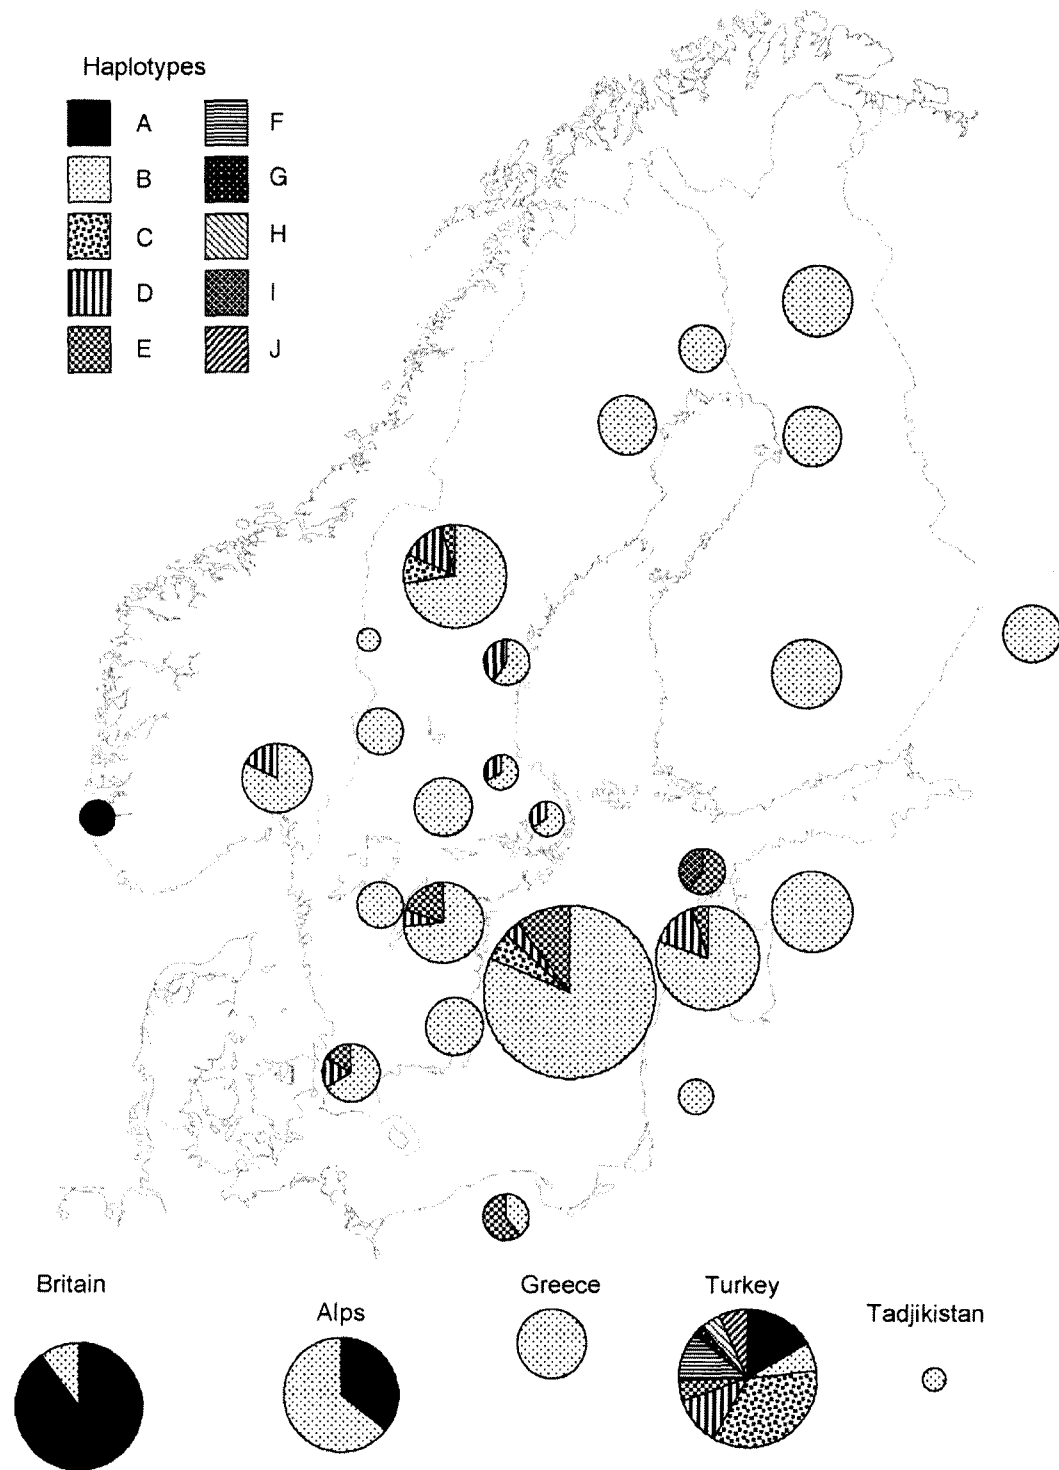 Haplotypes
A F
B G
C H
D I
E J
Britain
Alps
Greece
Turkey
Tadjikistan